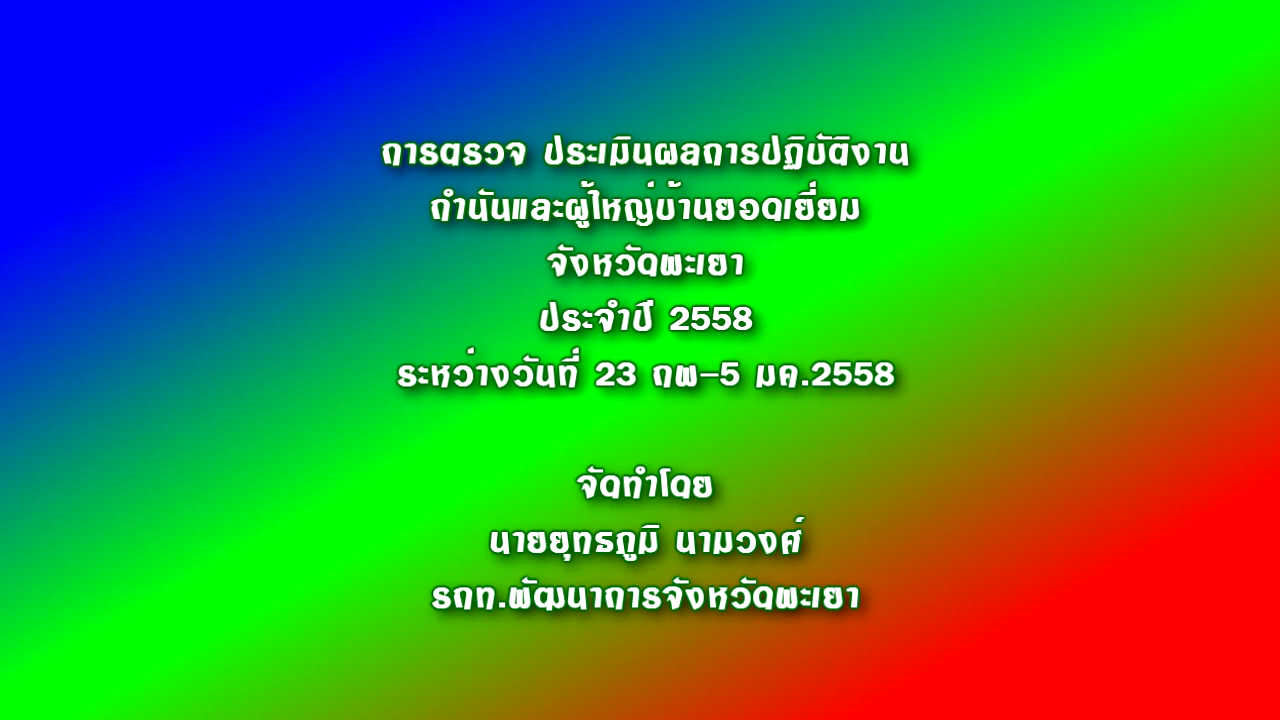 การตรวจ ประเมินผลการปฏิบัติงาน
กำนันและผู้ใหญ่บ้านยอดเยี่ยม
จังหวัดพะเยา
ประจำปี 2558
ระหว่างวันที่ 23 กพ-5 มค.2558
จัดทำโดย
นายยุทธภูมิ นามวงศ์
รกท.พัฒนาการจังหวัดพะเยา